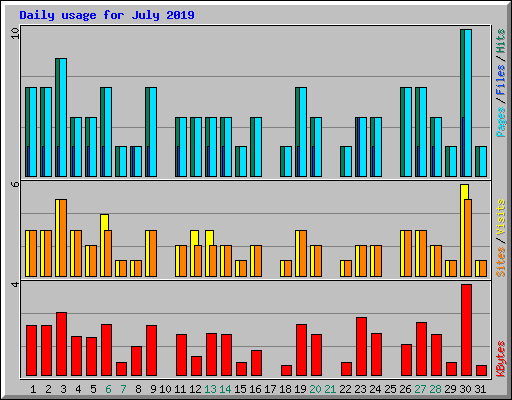 Daily usage for July 2019
10
6
4
Pages / Files / Hits
Sites / Visits
KBytes
1 2 3 4 5 6 7 8 9 10 11 12 13 14 15 16 17 18 19 20 21 22 23 24 25 26 27 28 29 30 31